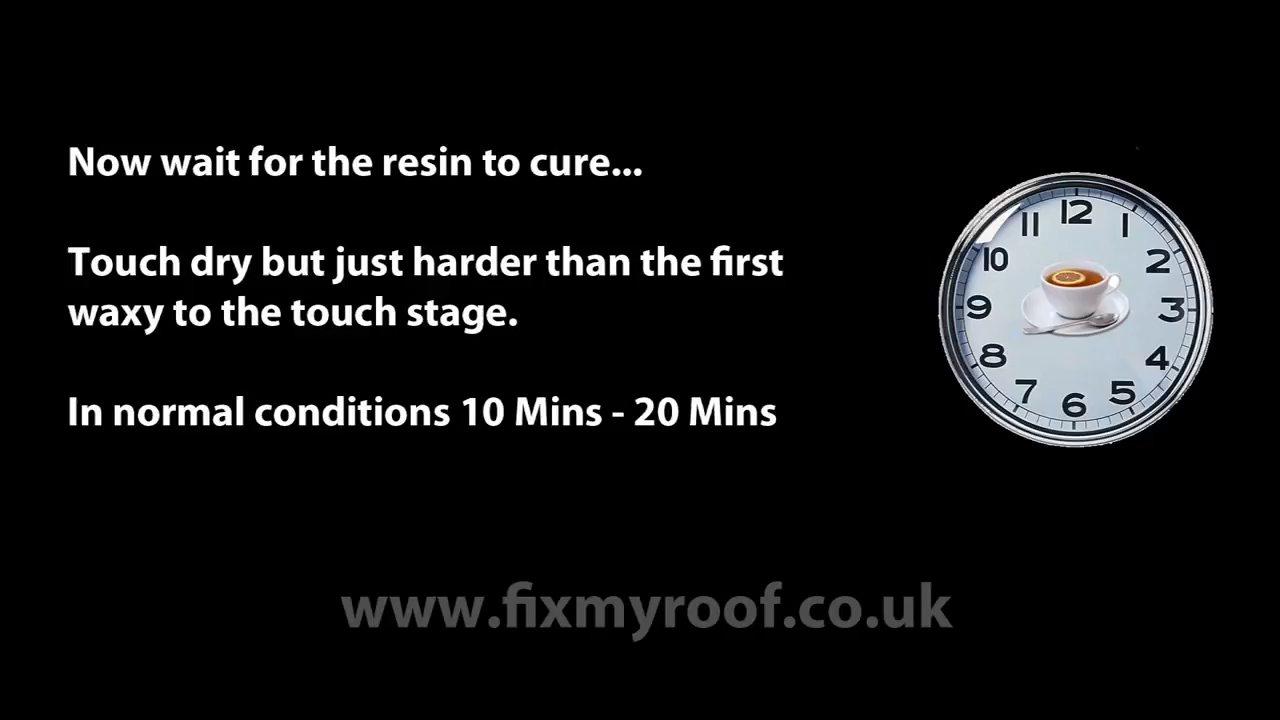 Now wait for the resin to cure...
Touch dry but just harder than the first
waxy to the touch stage.
In normal conditions 10 Mins - 20 Mins
12
11
1
10
2
9
3
8
4
7
5
6
www.fixmyroof.co.uk